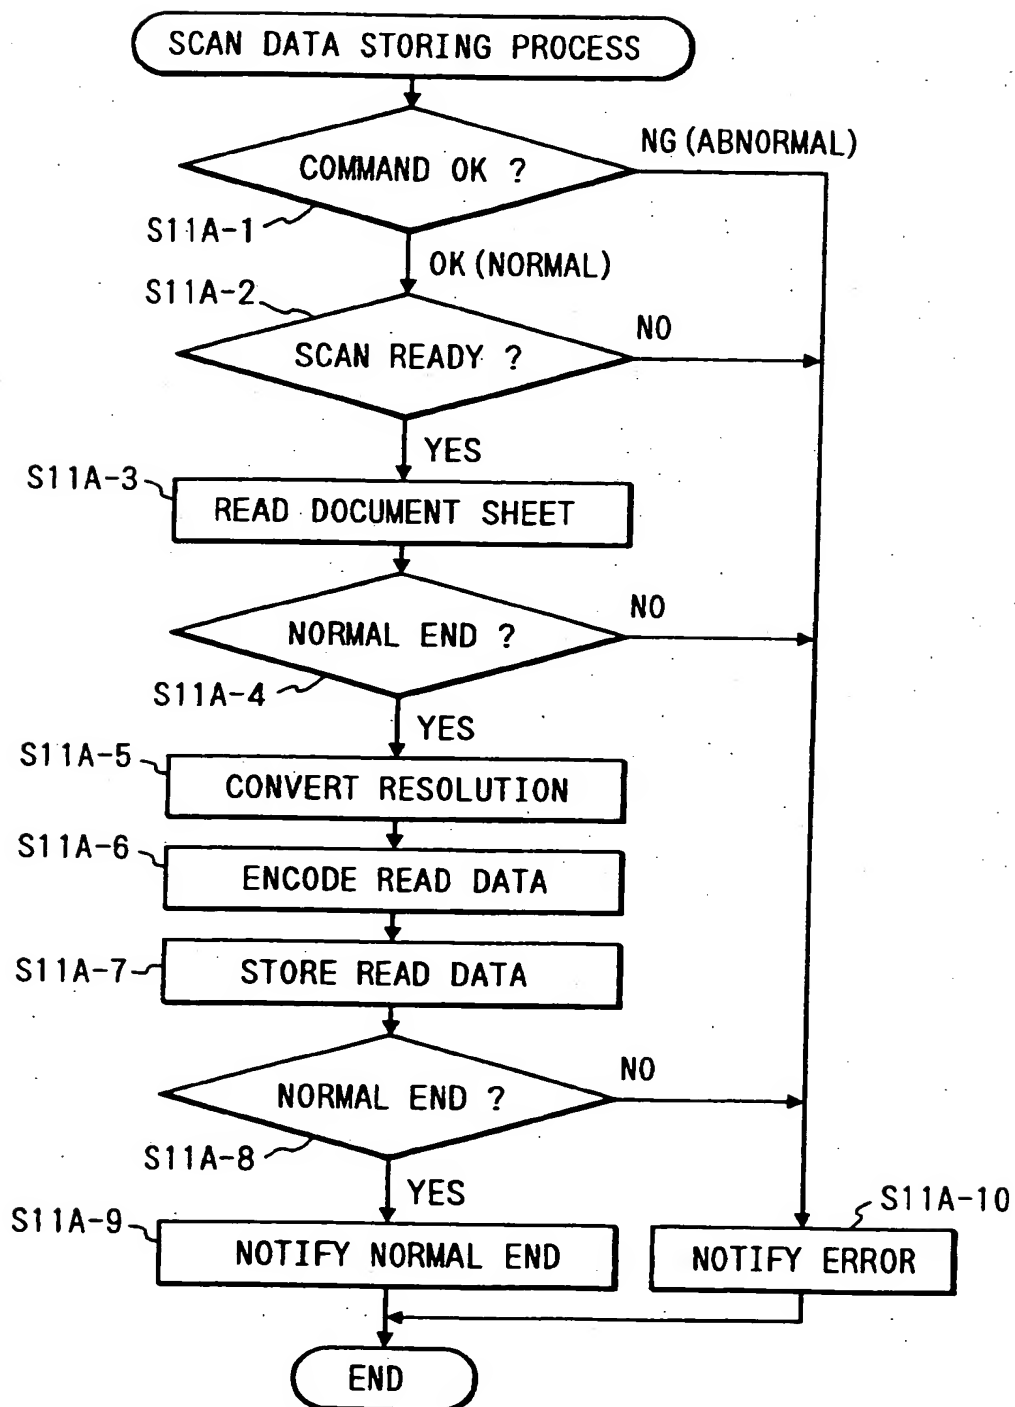 SCAN DATA STORING PROCESS
COMMAND OK ?
NG (ABNORMAL)
S11A-1
OK (NORMAL)
S11A-2
SCAN READY ?
NO
YES
S11A-3
READ DOCUMENT SHEET
NORMAL END ?
NO
S11A-4
YES
S11A-5
CONVERT RESOLUTION
S11A-6
ENCODE READ DATA
S11A-7
STORE READ DATA
NORMAL END ?
NO
S11A-8
YES
S11A-9
NOTIFY NORMAL END
S11A-10
NOTIFY ERROR
END